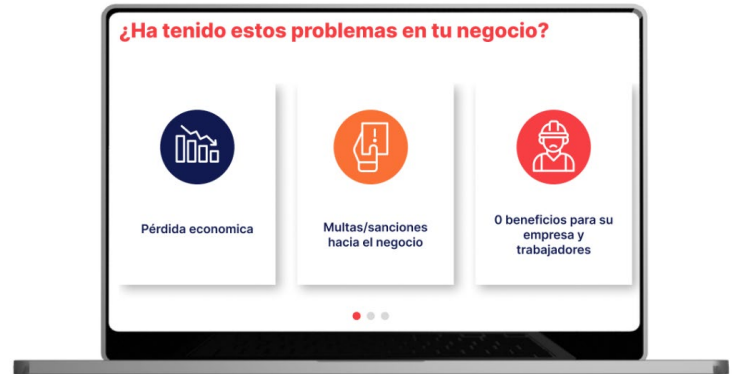 ¿Ha tenido estos problemas en tu negocio?
Pérdida economica
Multas/sanciones
hacia el negocio
0 beneficios para su
empresa y
trabajadores